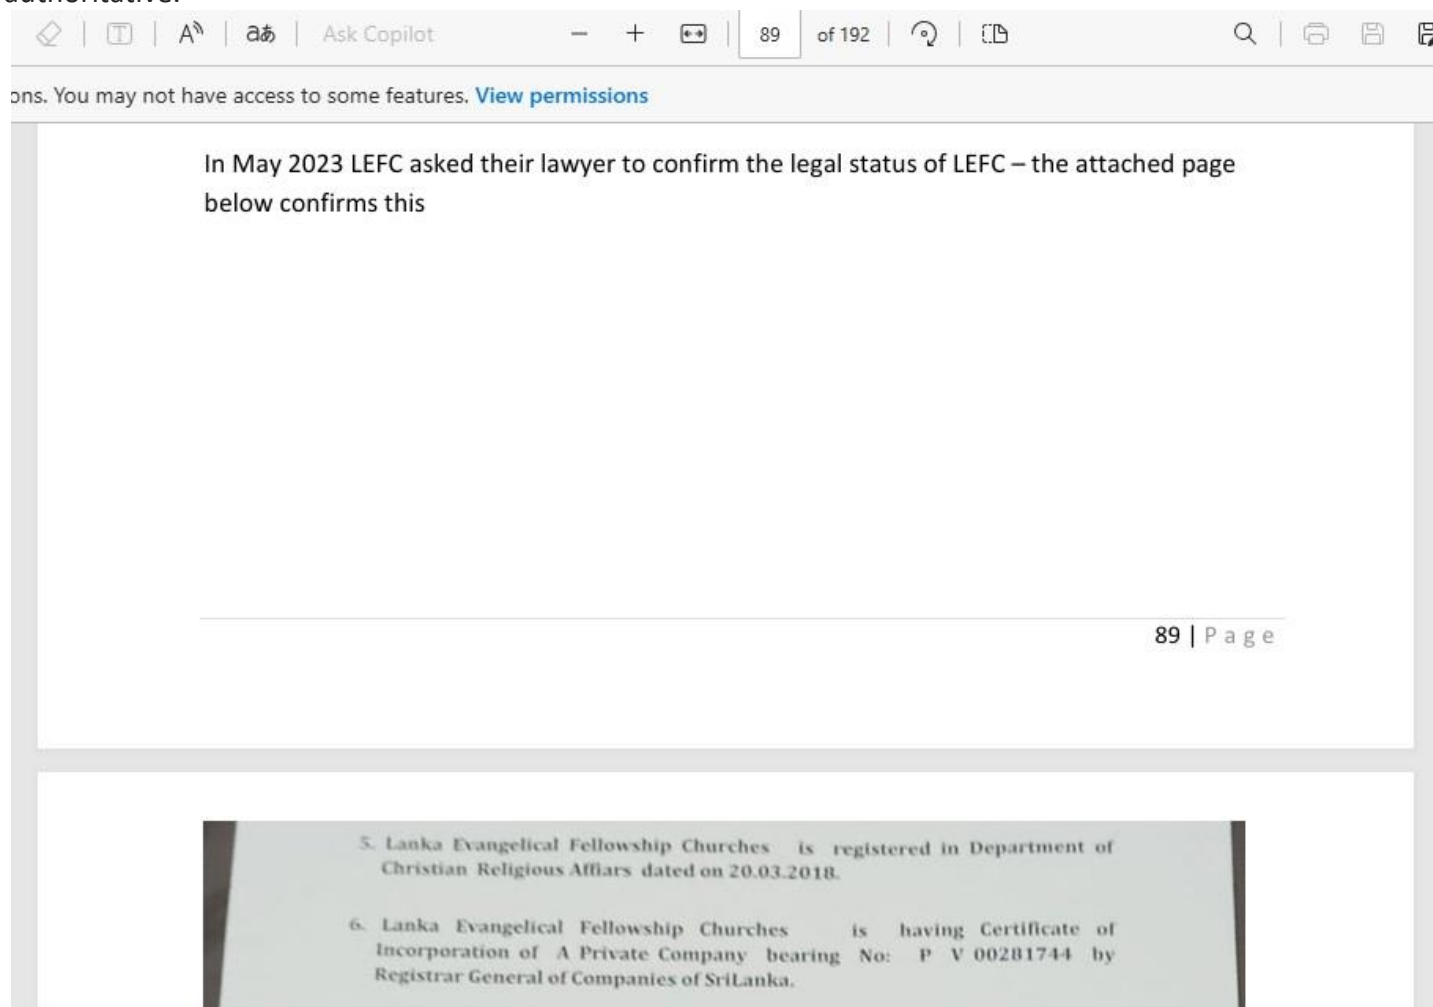 Ask Copilot 89 of 192
ons. You may not have access to some features. View permissions
In May 2023 LEFC asked their lawyer to confirm the legal status of LEFC – the attached page
below confirms this
89 | Page
5. Lanka Evangelical Fellowship Churches is registered in Department of
Christian Religious Affiars dated on 20.03.2018.
6. Lanka Evangelical Fellowship Churches is having Certificate of
Incorporation of A Private Company bearing No: P V 00281744 by
Registrar General of Companies of SriLanka.